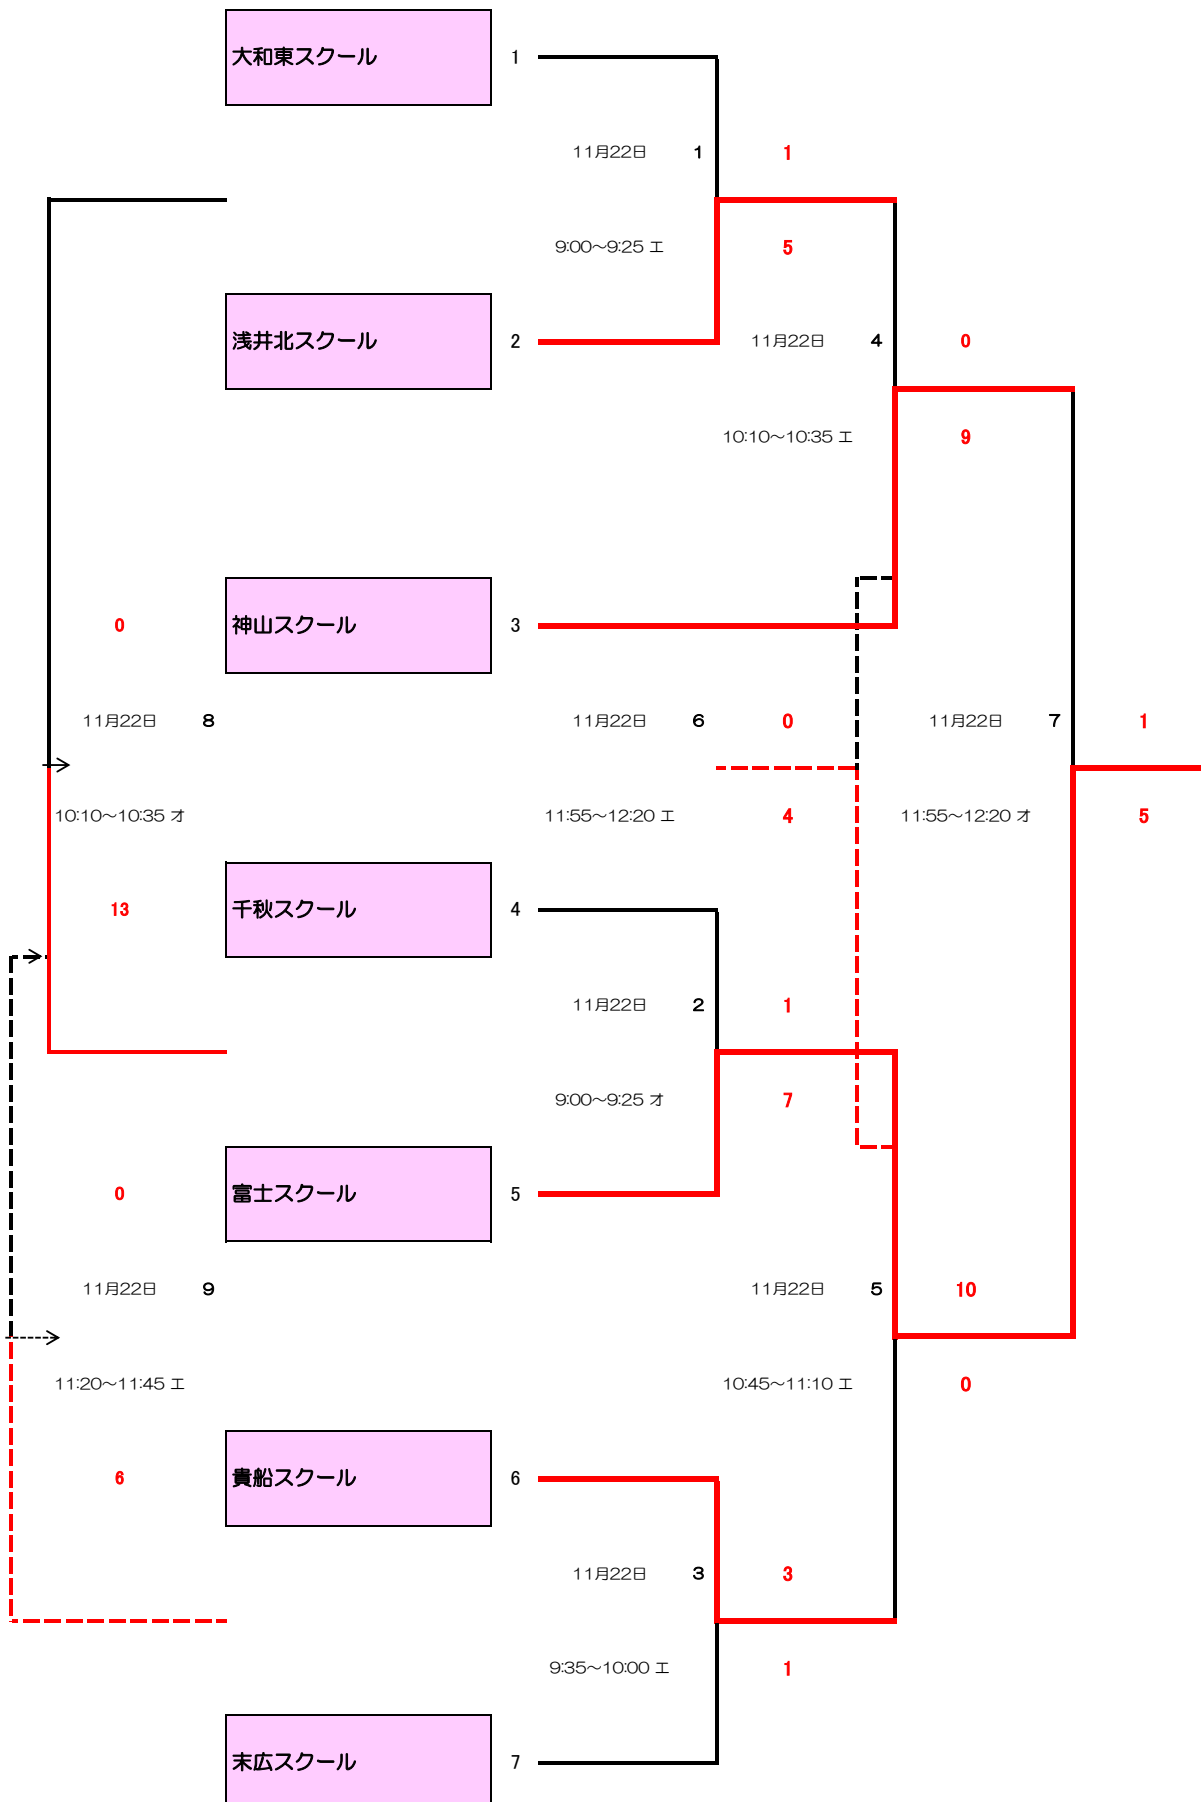 大和東スクール 1
11月22日 1 1
9:00～9:25 エ 5
浅井北スクール 2 11月22日 4 0
10:10～10:35 エ 9
0 神山スクール 3
11月22日 8 11月22日 6 0 11月22日 7 1
10:10～10:35 オ 11:55～12:20 エ 4 11:55～12:20 オ 5
13 千秋スクール 4
11月22日 2 1
9:00～9:25 オ 7
0 富士スクール 5
11月22日 9 11月22日 5 10
11:20～11:45 エ 10:45～11:10 エ 0
6 貴船スクール 6
11月22日 3 3
9:35～10:00 エ 1
末広スクール 7